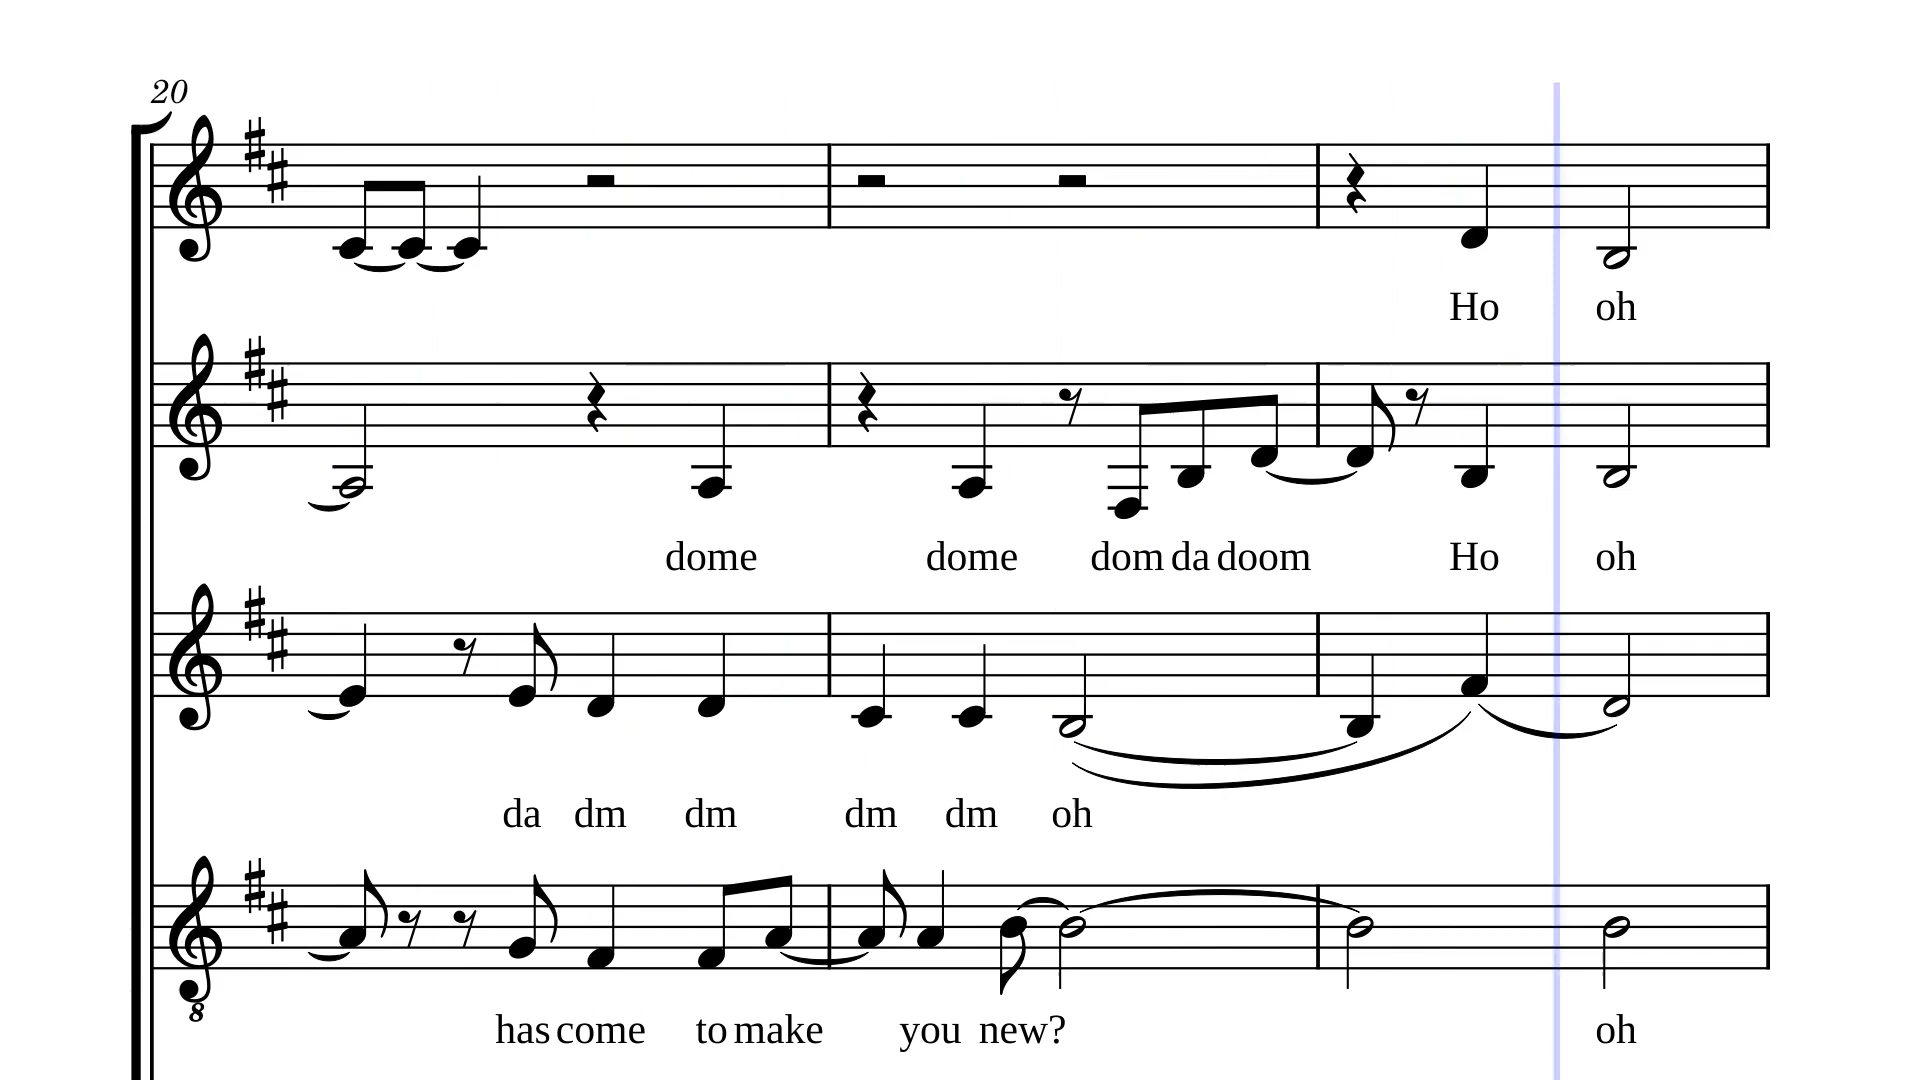 20
Ho oh
dome dome dom da doom Ho oh
da dm dm dm dm oh
8
has come to make you new? oh